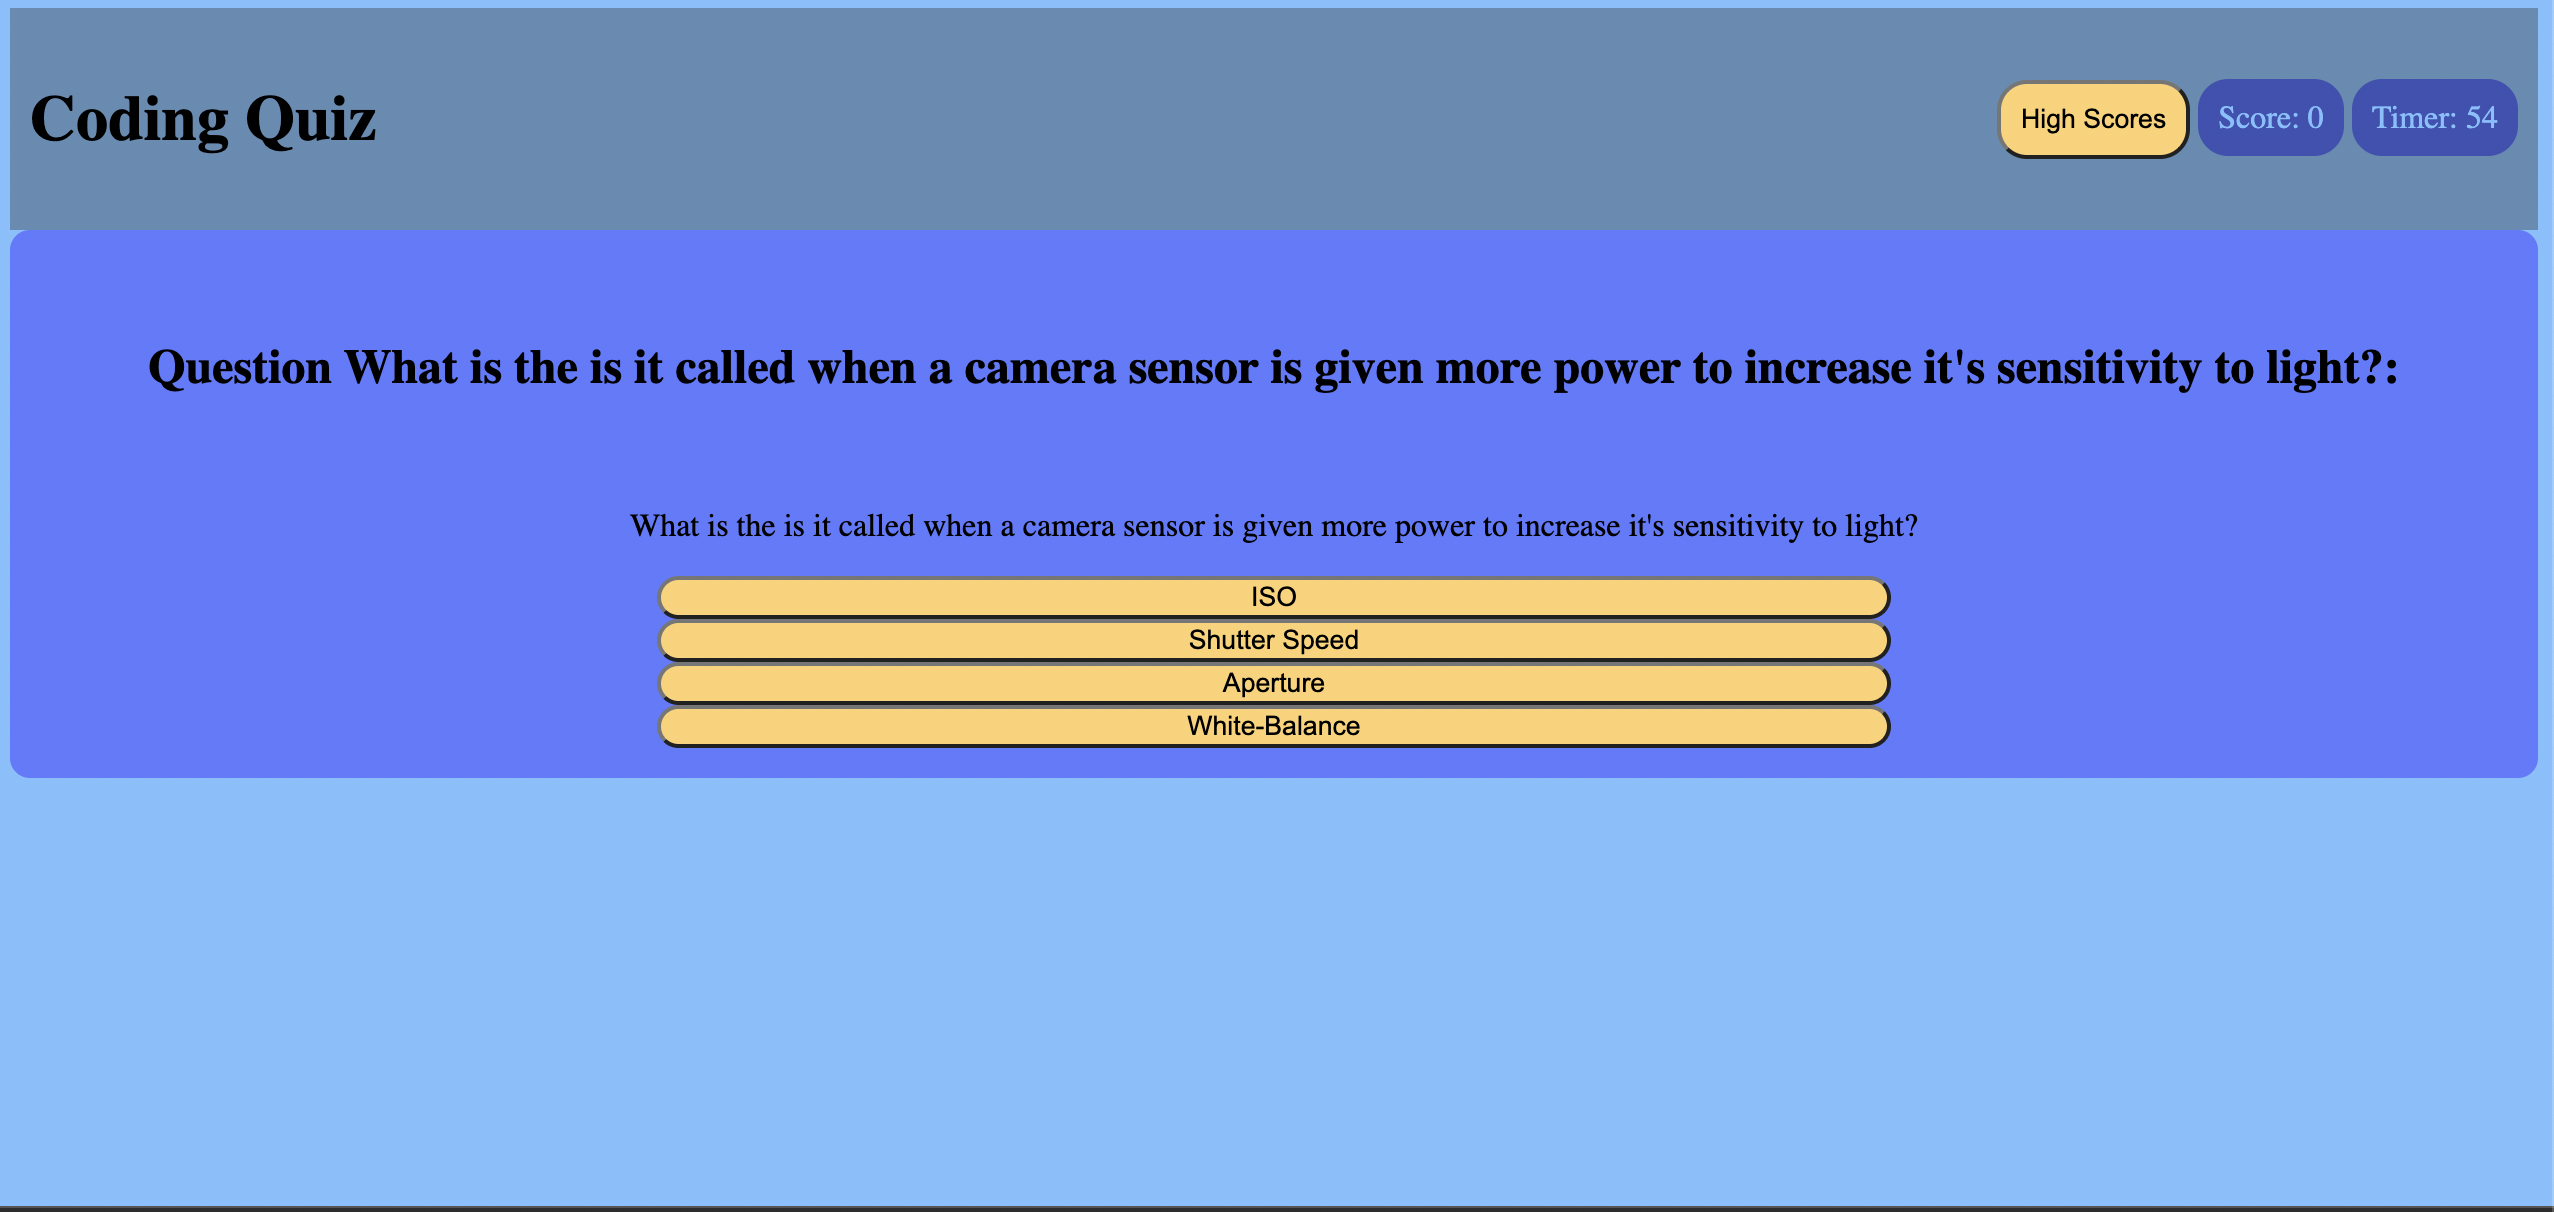 Coding Quiz
High Scores
Score: 0
Timer: 54
Question What is the is it called when a camera sensor is given more power to increase it's sensitivity to light?:
What is the is it called when a camera sensor is given more power to increase it's sensitivity to light?
ISO
Shutter Speed
Aperture
White-Balance